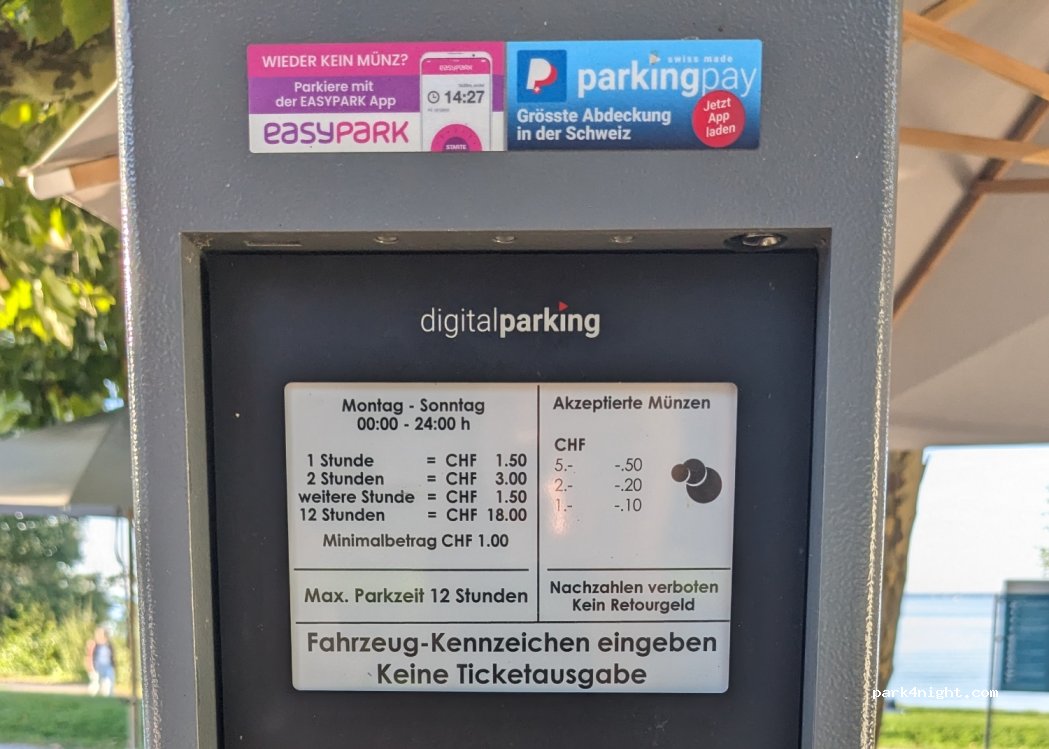 WIEDER KEIN MÜNZ?
Parkiere mit
der EASYPARK App
easypark
EASYPARK
14:27
STARTE
swiss made
parkingpay
Grösste Abdeckung
in der Schweiz
Jetzt
App
laden
digitalparking
Montag - Sonntag
00:00 - 24:00 h
1 Stunde = CHF 1.50
2 Stunden = CHF 3.00
weitere Stunde = CHF 1.50
12 Stunden = CHF 18.00
Minimalbetrag CHF 1.00
Max. Parkzeit 12 Stunden
Akzeptierte Münzen
CHF
5.- -.50
2.- -.20
1.- -.10
Nachzahlen verboten
Kein Retourgeld
Fahrzeug-Kennzeichen eingeben
Keine Ticketausgabe
park4night.com